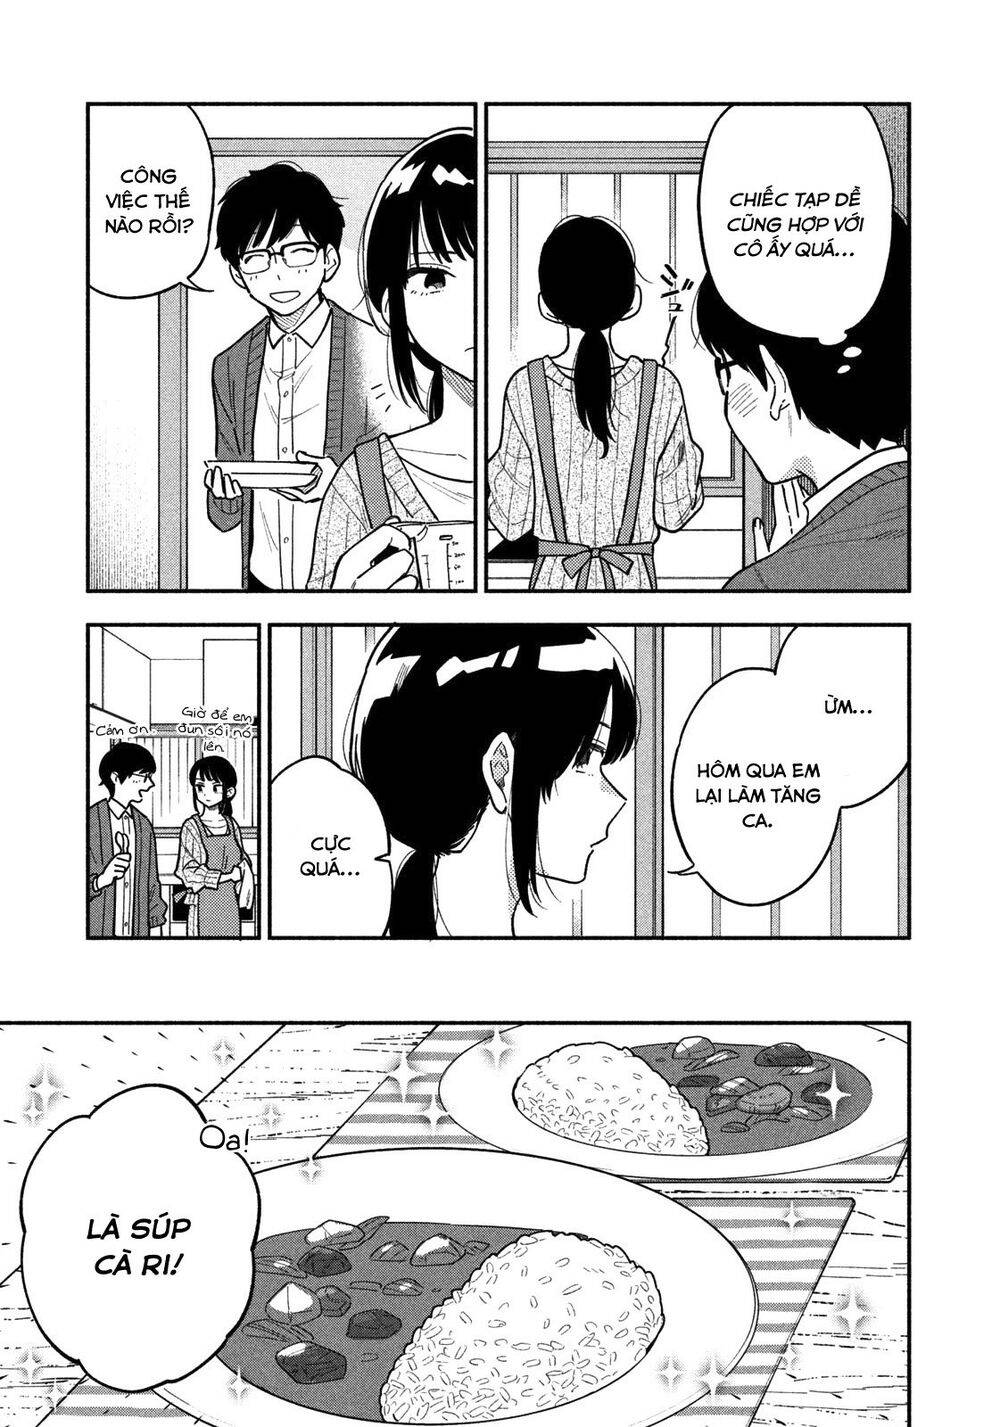 CHIẾC TẠP DỀ
CŨNG HỢP VỚI
CÔ ẤY QUÁ...
ジュ
CÔNG
VIỆC THẾ
NÀO RỒI?
ỪM...
HÔM QUA EM
LẠI LÀM TĂNG
CA.
CỰC
QUÁ...
Giờ để em
đun sôi nó
lên
Cảm ơn.
Oa!
LÀ SÚP
CÀ RI!